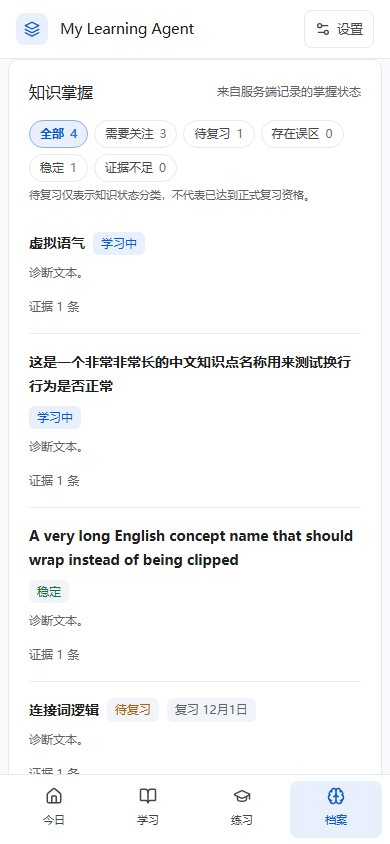 My Learning Agent
设置
知识掌握
来自服务端记录的掌握状态
全部 4
需要关注 3
待复习 1
存在误区 0
稳定 1
证据不足 0
待复习仅表示知识状态分类，不代表已达到正式复习资格。
虚拟语气 学习中
诊断文本。
证据 1 条
这是一个非常非常长的中文知识点名称用来测试换行
行为是否正常
学习中
诊断文本。
证据 1 条
A very long English concept name that should
wrap instead of being clipped
稳定
诊断文本。
证据 1 条
连接词逻辑 待复习 复习 12月1日
诊断文本。
证据 1 条
今日
学习
练习
档案